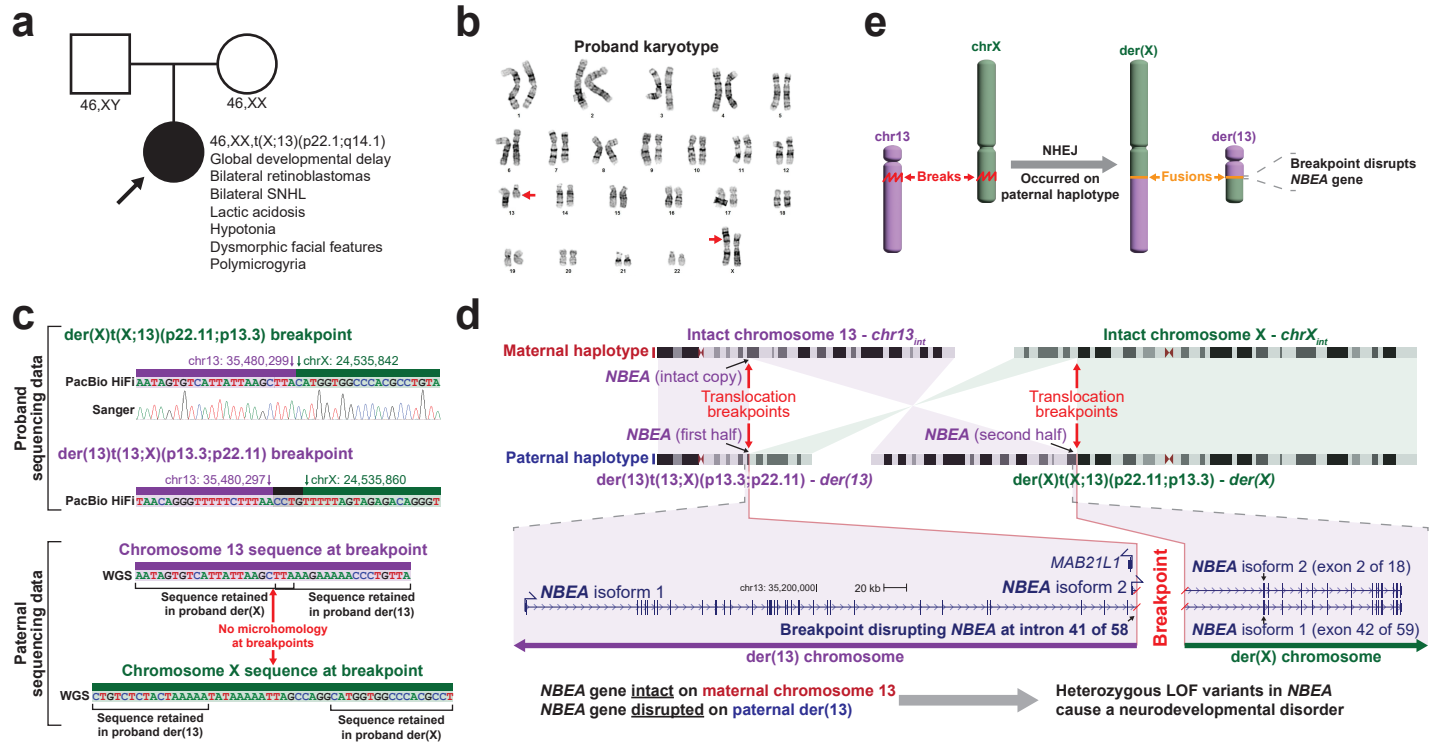 a
46,XY
46,XX
46,XX,t(X;13)(p22.1;q14.1)
Global developmental delay
Bilateral retinoblastomas
Bilateral SNHL
Lactic acidosis
Hypotonia
Dysmorphic facial features
Polymicrogyria
b
Proband karyotype
1 2 3 4 5
6 7 8 9 10 11 12
13 14 15 16 17 18
19 20 21 22 X
e
chrX
der(X)
chr13
der(13)
NHEJ
Occurred on
paternal haplotype
Breaks
Fusions
Breakpoint disrupts
NBEA gene
c
Proband
sequencing data
der(X)t(X;13)(p22.11;p13.3) breakpoint
chr13: 35,480,299
chrX: 24,535,842
PacBio HiFi
AATAGTGTCATTATTAAGCTTACATGGTGGCCCACGCCTGTA
Sanger
der(13)t(13;X)(p13.3;p22.11) breakpoint
chr13: 35,480,297
chrX: 24,535,860
PacBio HiFi
TAACAGGGTTTTTCTTTAACCTGTTTTTAGTAGAGACAGGGT
Paternal
sequencing data
Chromosome 13 sequence at breakpoint
WGS
AATAGTGTCATTATTAAGCTTAAAGAAAAACCCTGTTA
Sequence retained
in proband der(X)
Sequence retained
in proband der(13)
No microhomology
at breakpoints
Chromosome X sequence at breakpoint
WGS
CTGTCTCTACTAAAAATATAAAAATTAGCCAGGCATGGTGGCCCACGCCT
Sequence retained
in proband der(13)
Sequence retained
in proband der(X)
d
Intact chromosome 13 - chr13int
Intact chromosome X - chrXint
Maternal haplotype
NBEA (intact copy)
Translocation
breakpoints
Translocation
breakpoints
NBEA (first half)
NBEA (second half)
Paternal haplotype
der(13)t(13;X)(p13.3;p22.11) - der(13)
der(X)t(X;13)(p22.11;p13.3) - der(X)
MAB21L1
NBEA isoform 1
chr13: 35,200,000
20 kb
NBEA isoform 2
Breakpoint
NBEA
isoform 2 (exon 2 of 18)
Breakpoint disrupting NBEA at intron 41 of 58
NBEA
isoform 1 (exon 42 of 59)
der(13) chromosome
der(X) chromosome
NBEA gene intact on maternal chromosome 13
NBEA gene disrupted on paternal der(13)
Heterozygous LOF variants in NBEA
cause a neurodevelopmental disorder